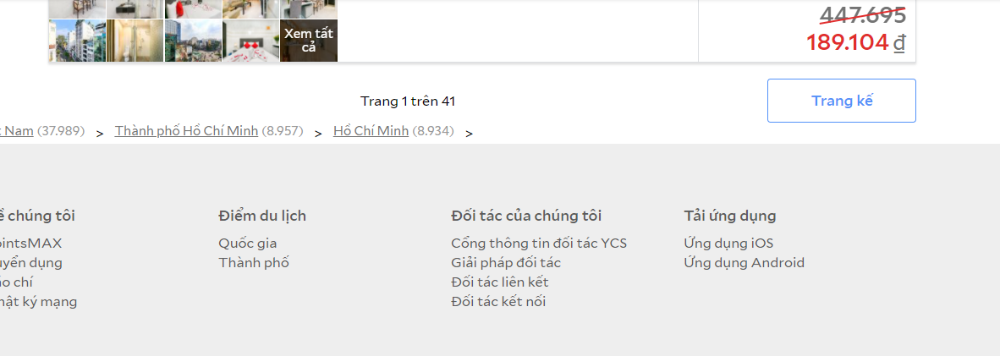 447.695
Xem tất
cả
189.104 ₫
Trang 1 trên 41
Trang kế
Nam (37.989) > Thành phố Hồ Chí Minh (8.957) > Hồ Chí Minh (8.934) >
chúng tôi
Điểm du lịch
Đối tác của chúng tôi
Tải ứng dụng
ointsMAX
Quốc gia
Cổng thông tin đối tác YCS
Ứng dụng iOS
dụng
Thành phố
Giải pháp đối tác
Ứng dụng Android
chí
Đối tác liên kết
ký mạng
Đối tác kết nối